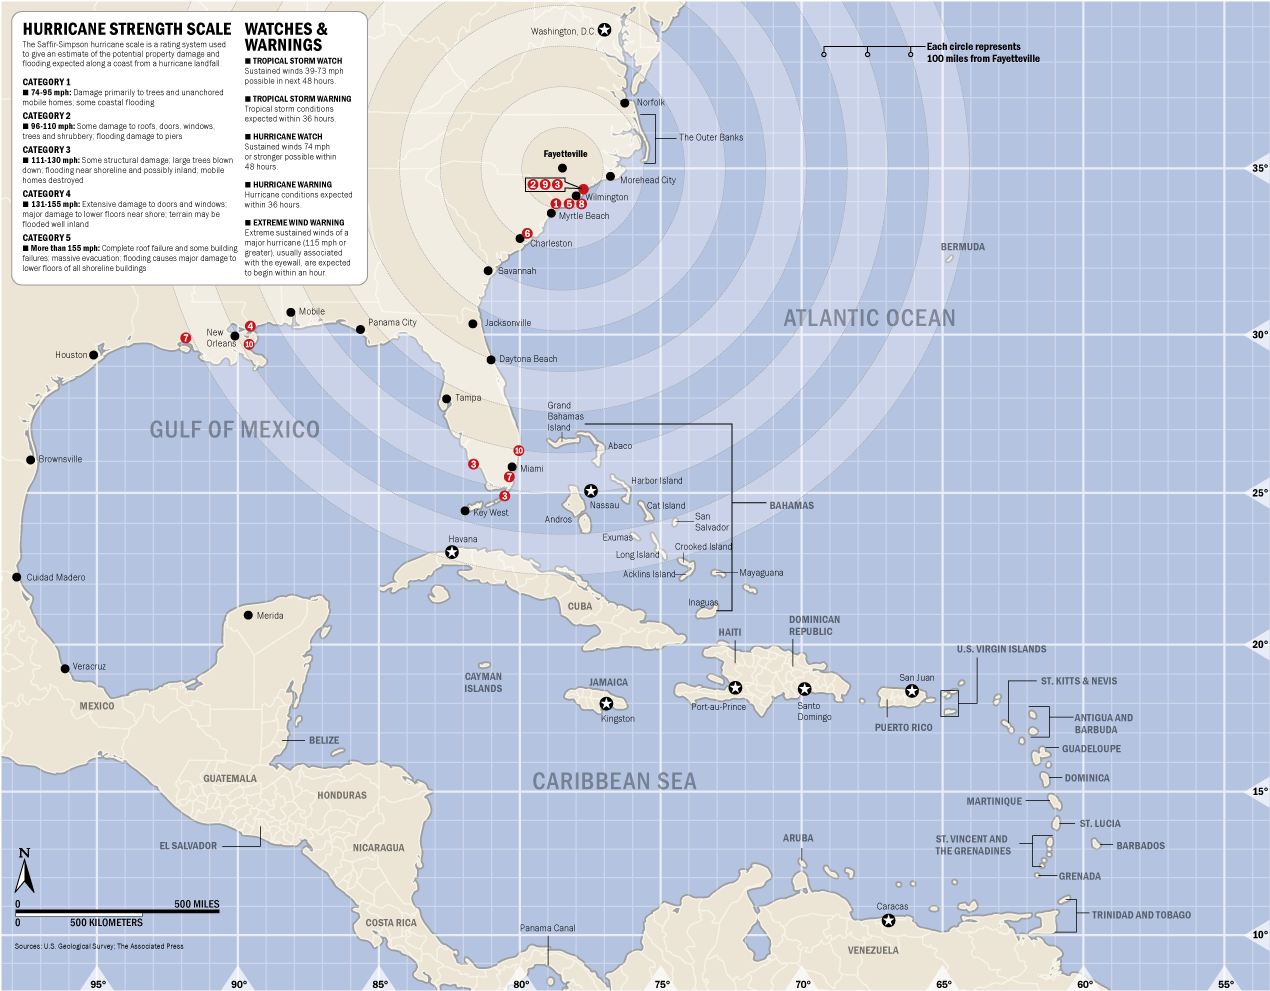 HURRICANE STRENGTH SCALE
The Saffir-Simpson hurricane scale is a rating system used
to give an estimate of the potential property damage and
flooding expected along a coast from a hurricane landfall.
CATEGORY 1
■ 74-95 mph: Damage primarily to trees and unanchored
mobile homes; some coastal flooding
CATEGORY 2
■ 96-110 mph: Some damage to roofs, doors, windows,
trees and shrubbery; flooding damage to piers
CATEGORY 3
■ 111-130 mph: Some structural damage; large trees blown
down; flooding near shoreline and possibly inland; mobile
homes destroyed
CATEGORY 4
■ 131-155 mph: Extensive damage to doors and windows;
major damage to lower floors near shore; terrain may be
flooded well inland
CATEGORY 5
■ More than 155 mph: Complete roof failure and some building
failures; massive evacuation; flooding causes major damage to
lower floors of all shoreline buildings
WATCHES &
WARNINGS
■ TROPICAL STORM WATCH
Sustained winds 39-73 mph
possible in next 48 hours.
■ TROPICAL STORM WARNING
Tropical storm conditions
expected within 36 hours.
■ HURRICANE WATCH
Sustained winds 74 mph
or stronger possible within
48 hours.
■ HURRICANE WARNING
Hurricane conditions expected
within 36 hours.
■ EXTREME WIND WARNING
Extreme sustained winds of a
major hurricane (115 mph or
greater), usually associated
with the eyewall, are expected
to begin within an hour.
Washington, D.C.
Each circle represents
100 miles from Fayetteville
Norfolk
The Outer Banks
Fayetteville
35°
2 9 3
Morehead City
Wilmington
1 5 8
Myrtle Beach
6
Charleston
BERMUDA
Savannah
Mobile
ATLANTIC OCEAN
Panama City
Jacksonville
4
7
New
Orleans
10
30°
Houston
Daytona Beach
Tampa
Grand
Bahamas
Island
GULF OF MEXICO
Abaco
10
Brownsville
3
Miami
7
Harbor Island
25°
3
Nassau
Cat Island
BAHAMAS
Key West
Andros
San
Salvador
Havana
Exumas
Crooked Island
Long Island
Cuidad Madero
Acklins Island
Mayaguana
CUBA
Inaguas
Merida
DOMINICAN
REPUBLIC
HAITI
20°
U.S. VIRGIN ISLANDS
Veracruz
CAYMAN
ISLANDS
JAMAICA
San Juan
ST. KITTS & NEVIS
MEXICO
Port-au-Prince
Santo
Domingo
Kingston
PUERTO RICO
ANTIGUA AND
BARBUDA
BELIZE
GUADELOUPE
GUATEMALA
CARIBBEAN SEA
DOMINICA
HONDURAS
15°
MARTINIQUE
ST. LUCIA
EL SALVADOR
NICARAGUA
ARUBA
ST. VINCENT AND
THE GRENADINES
BARBADOS
N
GRENADA
0
500 MILES
0
500 KILOMETERS
COSTA RICA
Caracas
TRINIDAD AND TOBAGO
Panama Canal
10°
Sources: U.S. Geological Survey; The Associated Press
VENEZUELA
95°
90°
85°
80°
75°
70°
65°
60°
55°